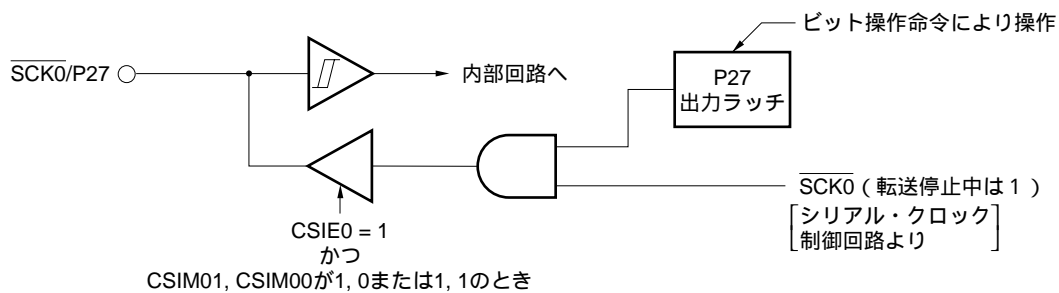 ビット操作命令により操作
SCK0/P27
内部回路へ
P27
出力ラッチ
SCK0 ( 転送停止中は 1 )
シリアル・クロック
制御回路より
CSIE0 = 1
かつ
CSIM01, CSIM00が1, 0または1, 1のとき